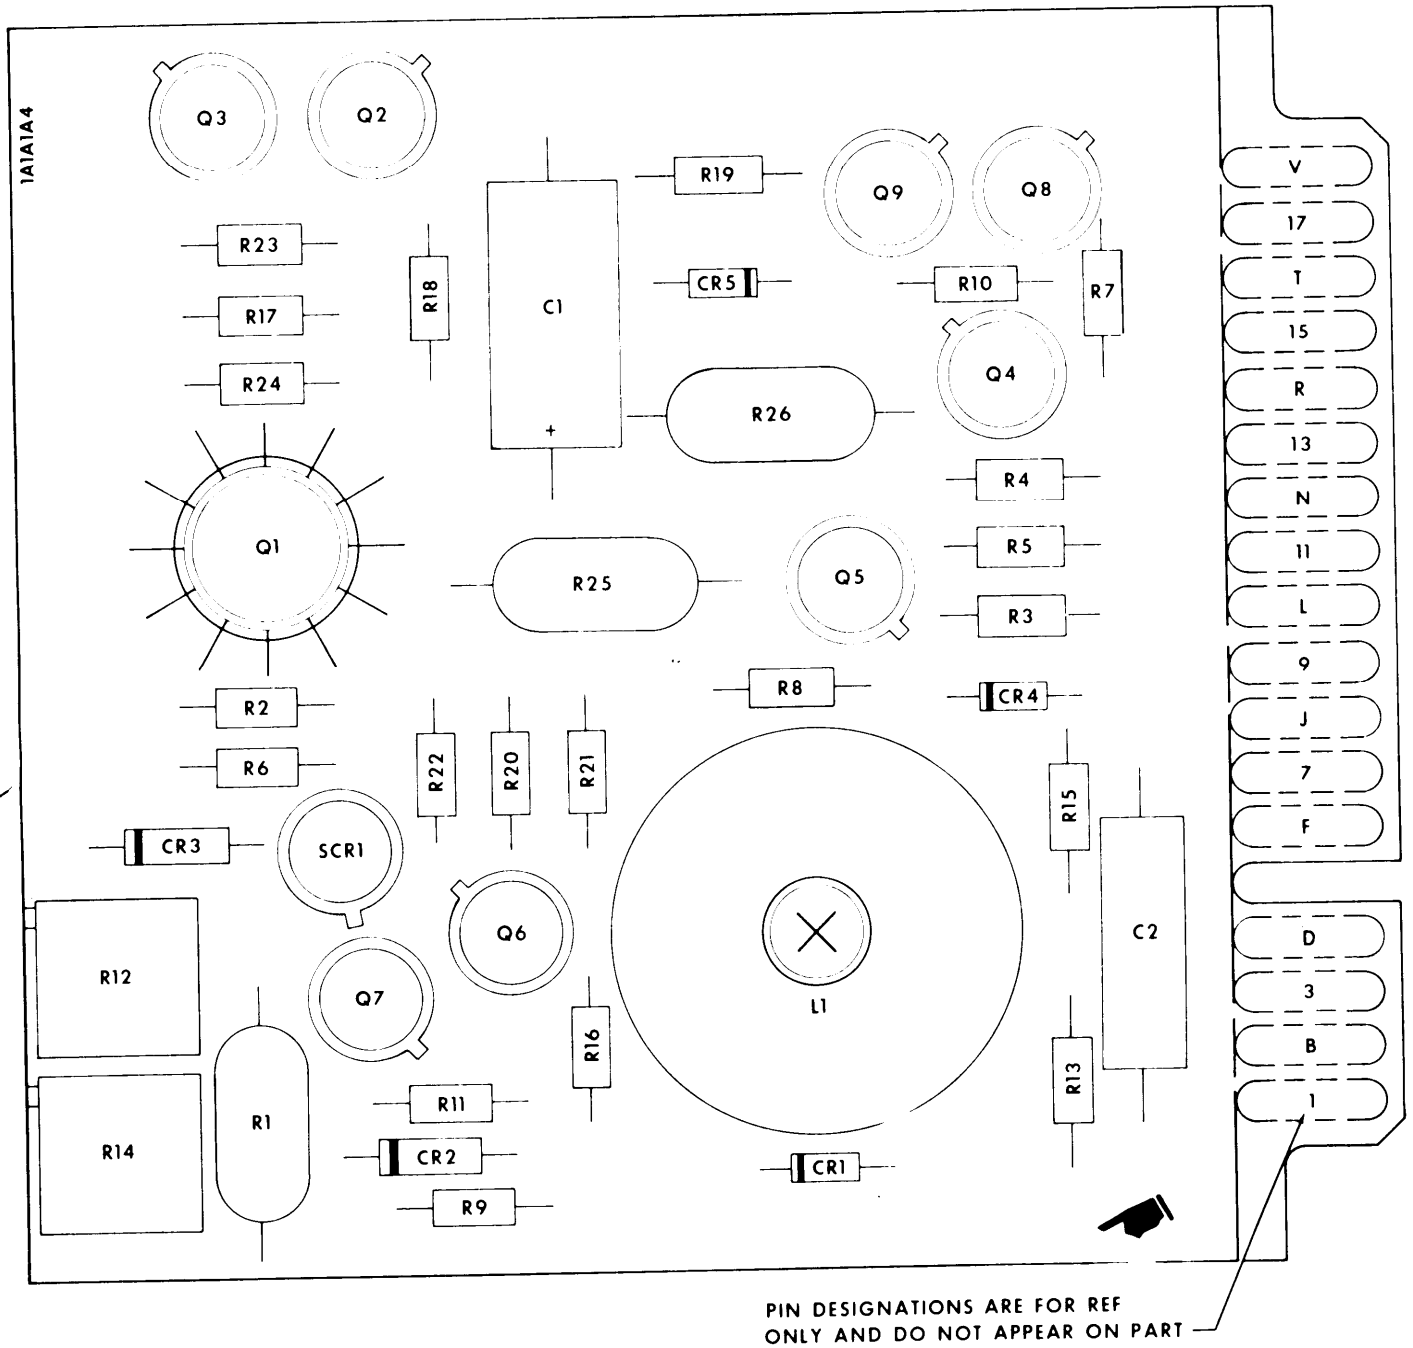 1A1A1A4
Q3
Q2
R19
Q9
Q8
R23
R18
C1
CR5
R10
R7
R17
R24
R26
Q4
+
R4
Q1
R25
Q5
R5
R3
R8
CR4
R2
R6
R22
R20
R21
R15
CR3
SCR1
Q6
C2
R12
Q7
L1
R16
R13
R11
R1
R14
CR2
CR1
R9
V
17
T
15
R
13
N
11
L
9
J
7
F
D
3
B
1
PIN DESIGNATIONS ARE FOR REF
ONLY AND DO NOT APPEAR ON PART